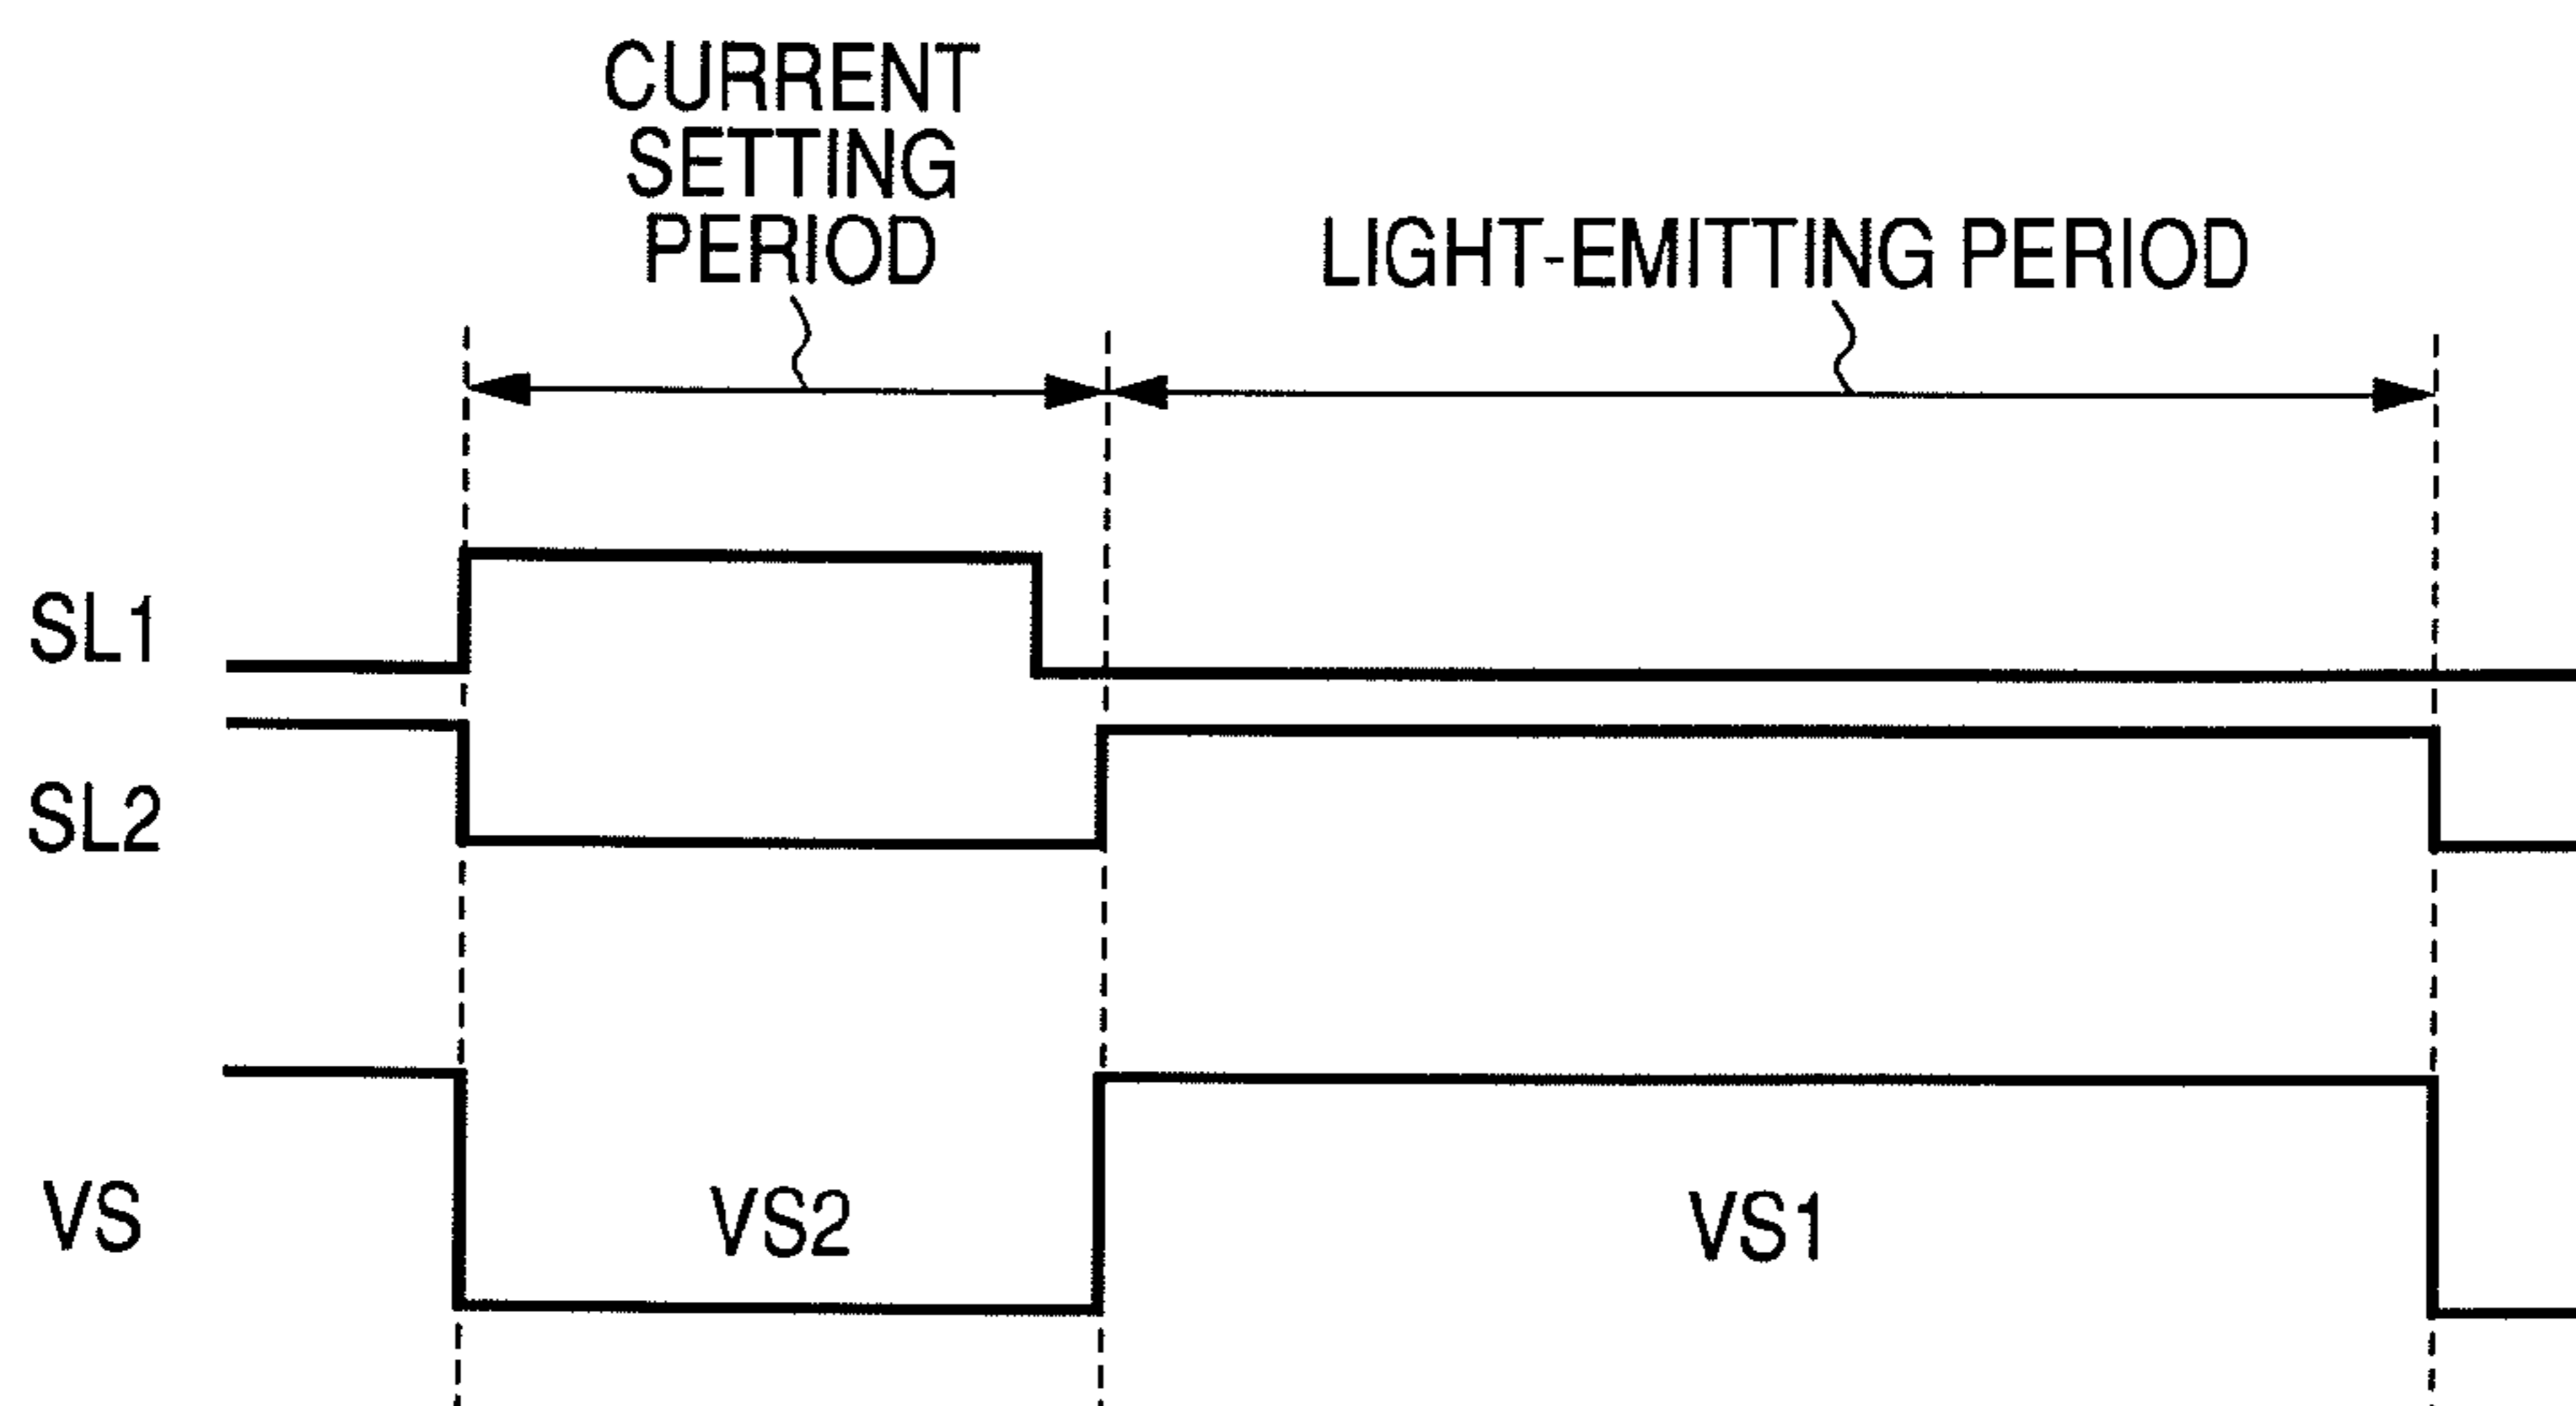 CURRENT
SETTING
PERIOD
LIGHT-EMITTING PERIOD
SL1
SL2
VS
VS2
VS1